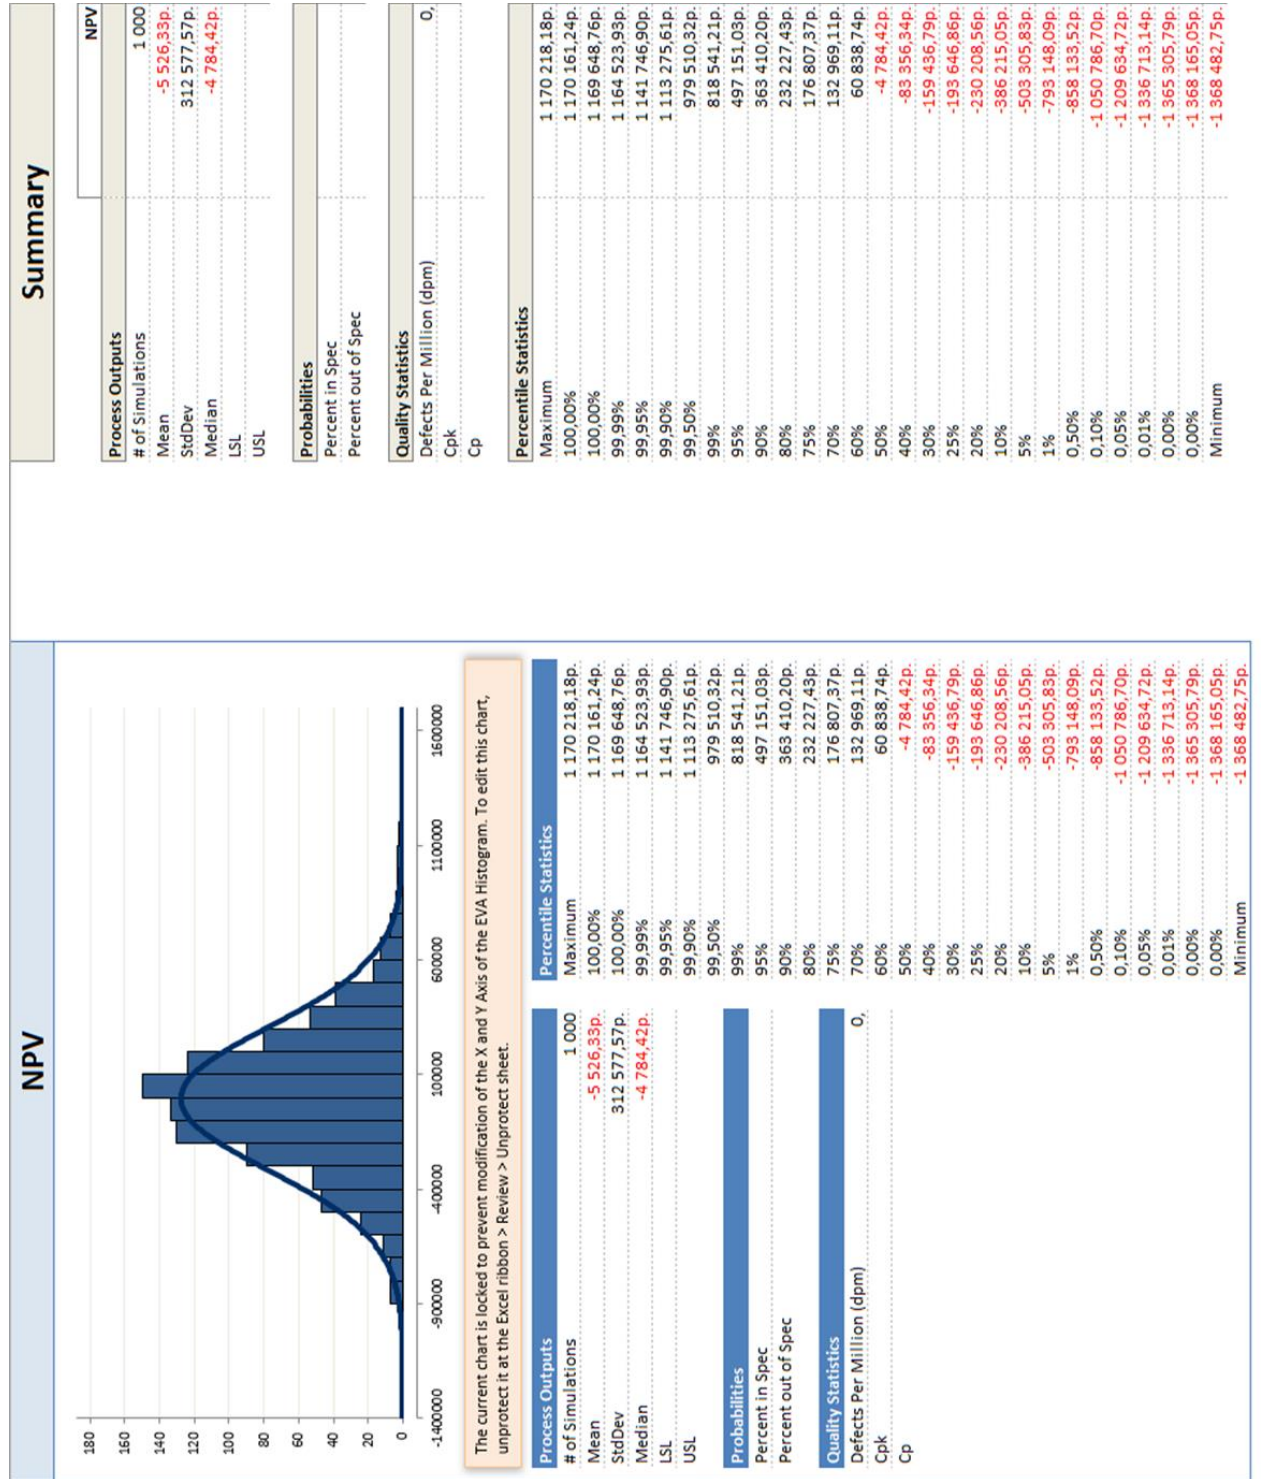 NPV
180
160
140
120
100
80
60
40
20
0
-1400000 -900000 -400000 100000 600000 1100000 1600000
The current chart is locked to prevent modification of the X and Y Axis of the EVA Histogram. To edit this chart,
unprotect it at the Excel ribbon > Review > Unprotect sheet.
Process Outputs
# of Simulations 1 000
Mean -5 526,33р.
StdDev 312 577,57р.
Median -4 784,42р.
LSL
USL
Probabilities
Percent in Spec
Percent out of Spec
Quality Statistics
Defects Per Million (dpm) 0,
Cpk
Cp
Percentile Statistics
Maximum 1 170 218,18р.
100,00% 1 170 161,24р.
100,00% 1 169 648,76р.
99,99% 1 164 523,93р.
99,95% 1 141 746,90р.
99,90% 1 113 275,61р.
99,50% 979 510,32р.
99% 818 541,21р.
95% 497 151,03р.
90% 363 410,20р.
80% 232 227,43р.
75% 176 807,37р.
70% 132 969,11р.
60% 60 838,74р.
50% -4 784,42р.
40% -83 356,34р.
30% -159 436,79р.
25% -193 646,86р.
20% -230 208,56р.
10% -386 215,05р.
5% -503 305,83р.
1% -793 148,09р.
0,50% -858 133,52р.
0,10% -1 050 786,70р.
0,05% -1 209 634,72р.
0,01% -1 336 713,14р.
0,00% -1 365 305,79р.
0,00% -1 368 165,05р.
Minimum -1 368 482,75р.
Summary
NPV
Process Outputs
# of Simulations 1 000
Mean -5 526,33р.
StdDev 312 577,57р.
Median -4 784,42р.
LSL
USL
Probabilities
Percent in Spec
Percent out of Spec
Quality Statistics
Defects Per Million (dpm) 0,
Cpk
Cp
Percentile Statistics
Maximum 1 170 218,18р.
100,00% 1 170 161,24р.
100,00% 1 169 648,76р.
99,99% 1 164 523,93р.
99,95% 1 141 746,90р.
99,90% 1 113 275,61р.
99,50% 979 510,32р.
99% 818 541,21р.
95% 497 151,03р.
90% 363 410,20р.
80% 232 227,43р.
75% 176 807,37р.
70% 132 969,11р.
60% 60 838,74р.
50% -4 784,42р.
40% -83 356,34р.
30% -159 436,79р.
25% -193 646,86р.
20% -230 208,56р.
10% -386 215,05р.
5% -503 305,83р.
1% -793 148,09р.
0,50% -858 133,52р.
0,10% -1 050 786,70р.
0,05% -1 209 634,72р.
0,01% -1 336 713,14р.
0,00% -1 365 305,79р.
0,00% -1 368 165,05р.
Minimum -1 368 482,75р.